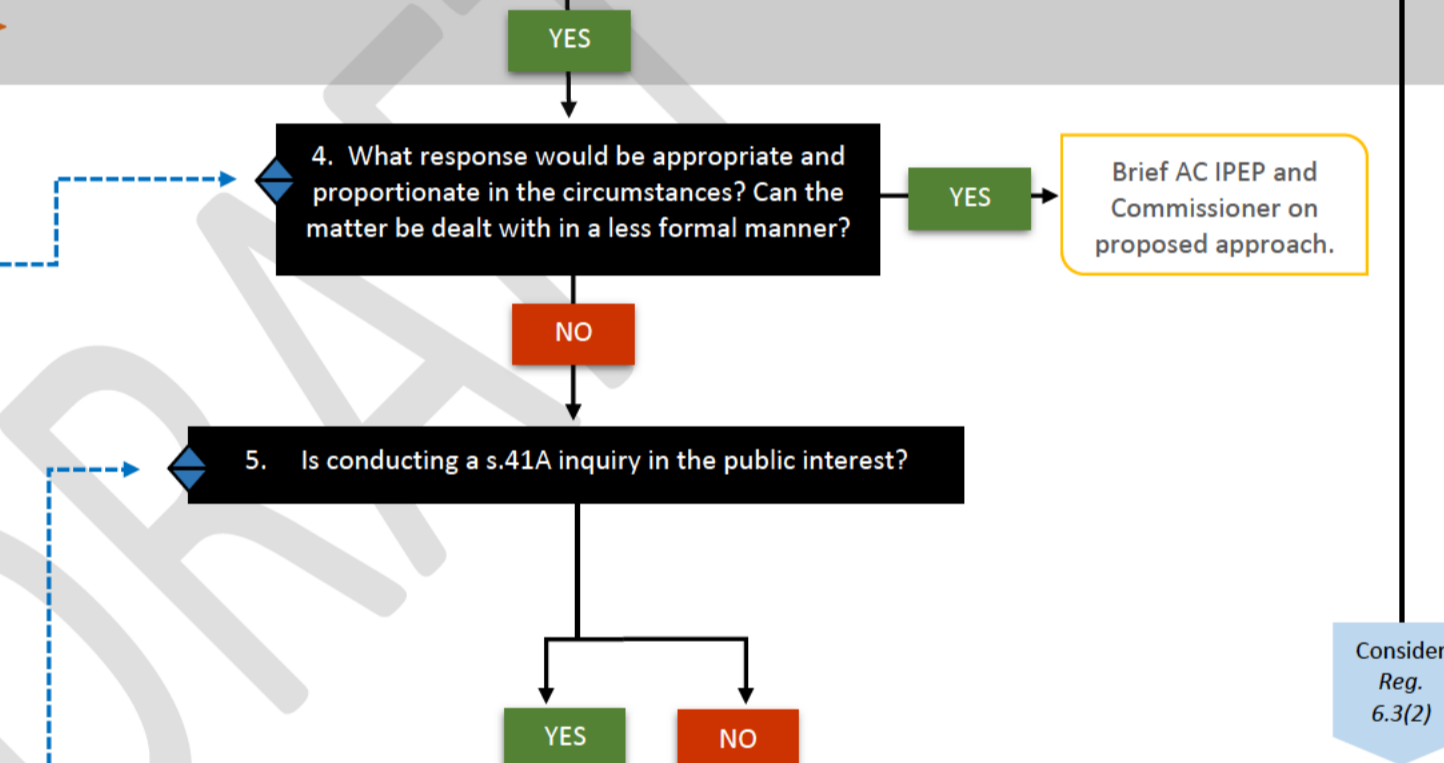 YES
4. What response would be appropriate and
proportionate in the circumstances? Can the
matter be dealt with in a less formal manner?
YES
Brief AC IPEP and
Commissioner on
proposed approach.
NO
5. Is conducting a s.41A inquiry in the public interest?
Consider
Reg.
6.3(2)
YES
NO
DRAFT